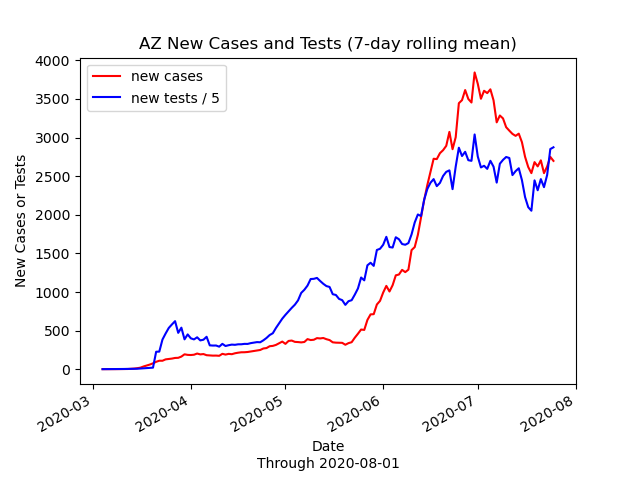 AZ New Cases and Tests (7-day rolling mean)
new cases
new tests / 5
4000
3500
3000
2500
2000
1500
1000
500
0
New Cases or Tests
2020-03
2020-04
2020-05
2020-06
2020-07
2020-08
Date
Through 2020-08-01